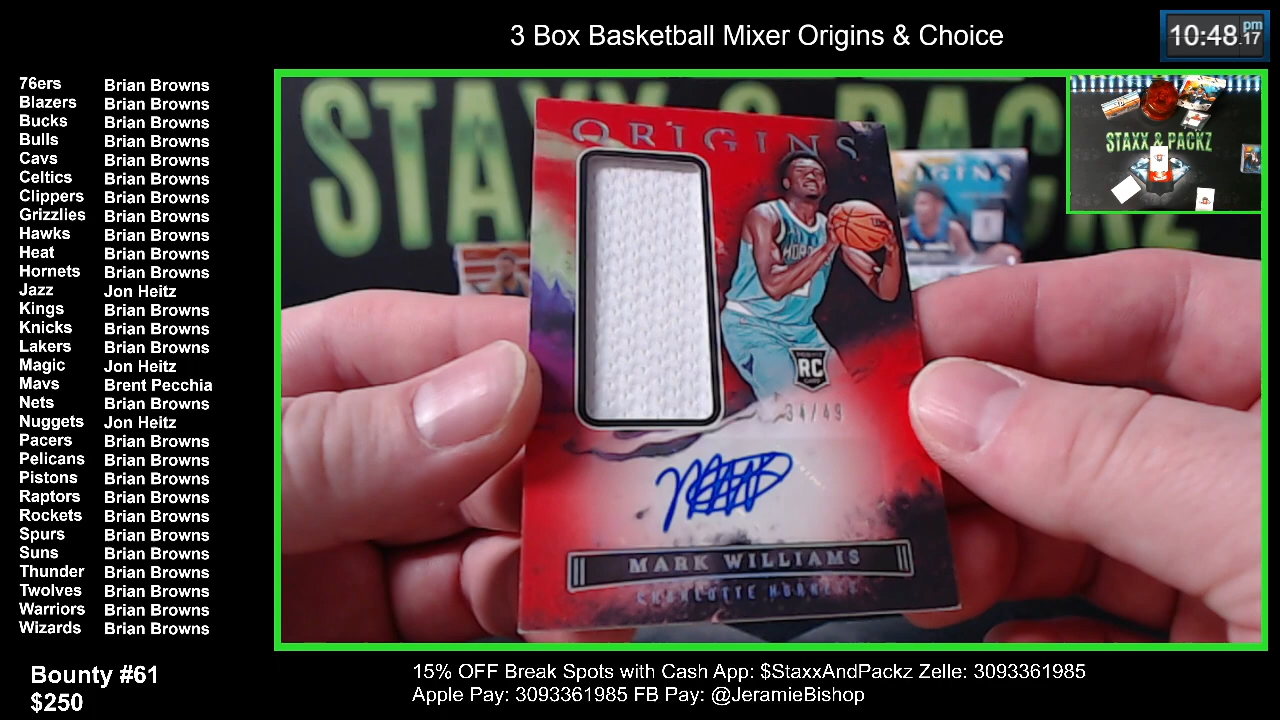 3 Box Basketball Mixer Origins & Choice
10:48.17 pm
76ers Brian Browns
Blazers Brian Browns
Bucks Brian Browns
Bulls Brian Browns
Cavs Brian Browns
Celtics Brian Browns
Clippers Brian Browns
Grizzlies Brian Browns
Hawks Brian Browns
Heat Brian Browns
Hornets Brian Browns
Jazz Jon Heitz
Kings Brian Browns
Knicks Brian Browns
Lakers Brian Browns
Magic Jon Heitz
Mavs Brent Pecchia
Nets Brian Browns
Nuggets Jon Heitz
Pacers Brian Browns
Pelicans Brian Browns
Pistons Brian Browns
Raptors Brian Browns
Rockets Brian Browns
Spurs Brian Browns
Suns Brian Browns
Thunder Brian Browns
Twolves Brian Browns
Warriors Brian Browns
Wizards Brian Browns
STAXX & PACKZ
ORIGINS
RC
34/49
MARK WILLIAMS
CHARLOTTE HORNETS
STAXX & PACKZ
Bounty #61
$250
15% OFF Break Spots with Cash App: $StaxxAndPackz Zelle: 3093361985
Apple Pay: 3093361985 FB Pay: @JeramieBishop